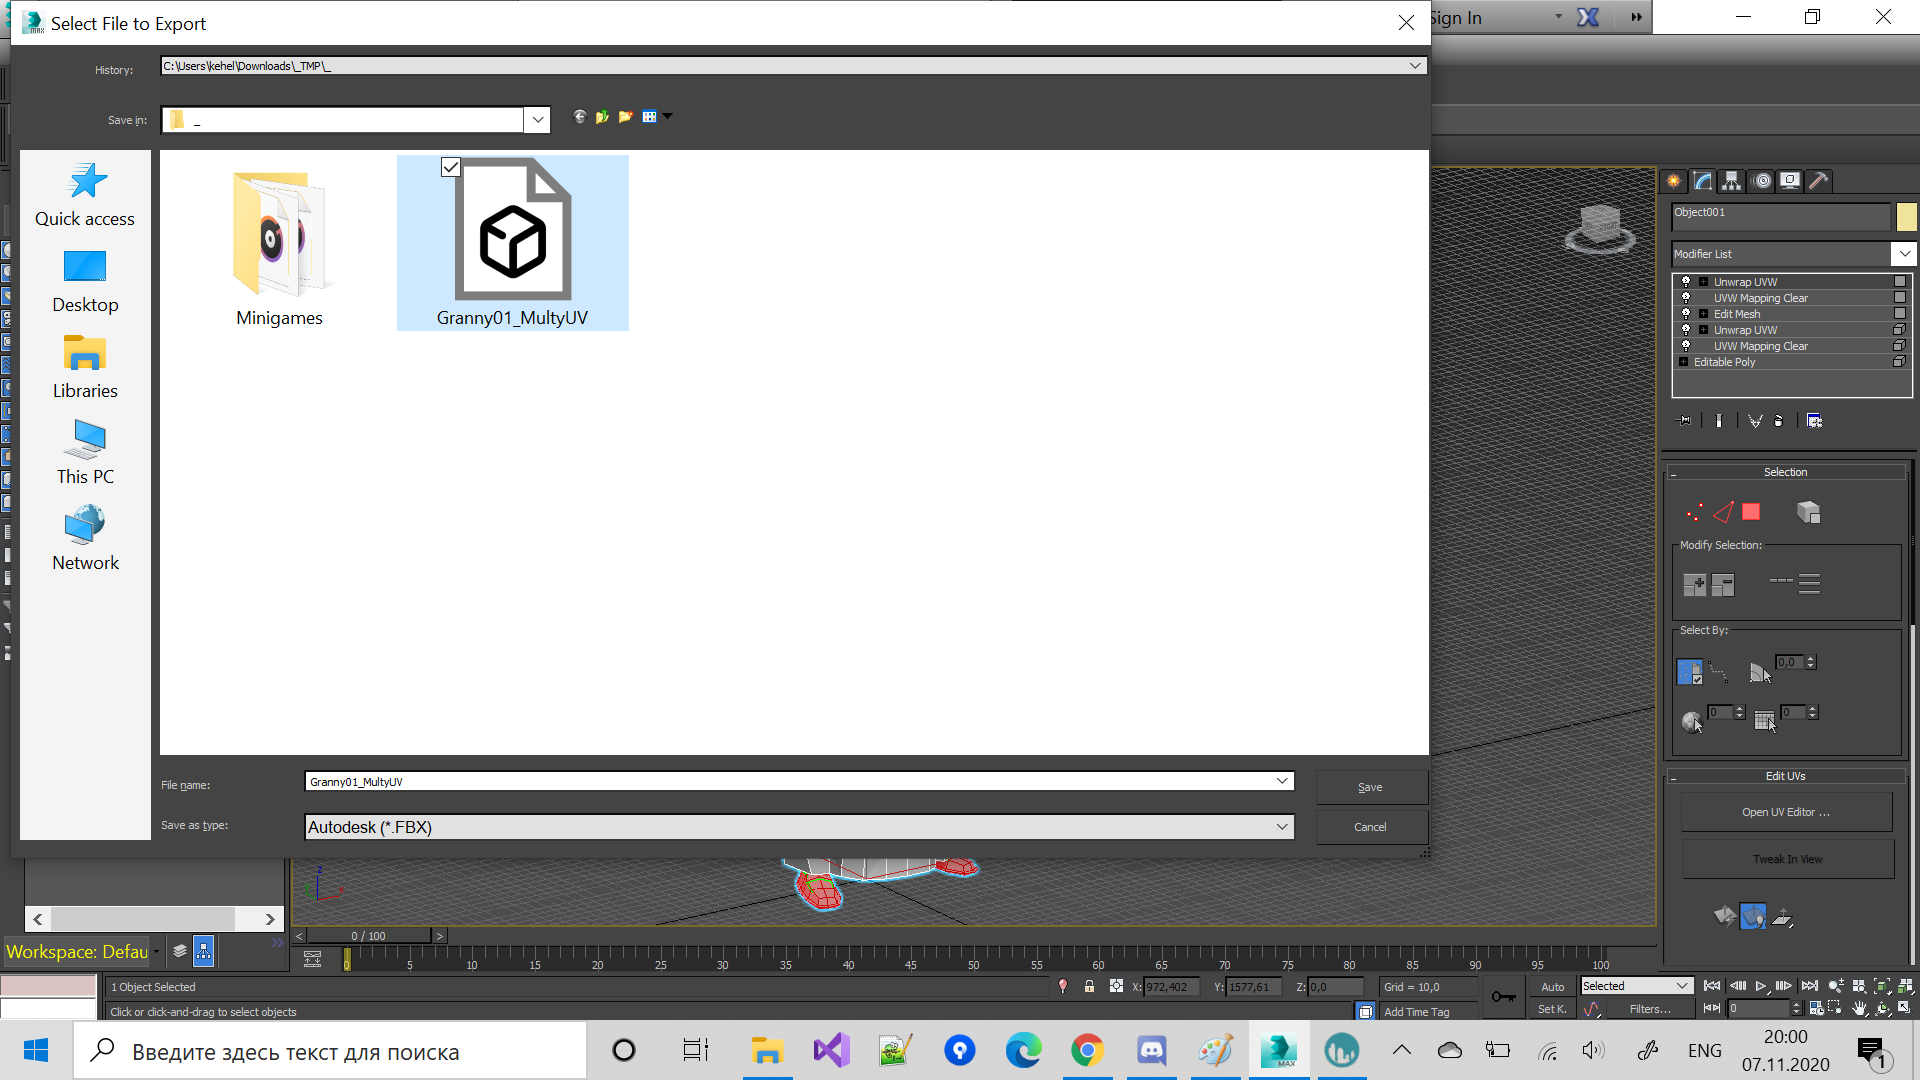 Select File to Export
Sign In
History:
C:\Users\kehel\Downloads\_TMP\_
Save in:
_
Quick access
Desktop
Libraries
This PC
Network
Minigames
Granny01_MultyUV
File name:
Granny01_MultyUV
Save
Save as type:
Autodesk (*.FBX)
Cancel
Object001
Modifier List
Unwrap UVW
UVW Mapping Clear
Edit Mesh
Unwrap UVW
UVW Mapping Clear
Editable Poly
Selection
Modify Selection:
Select By:
0,0
0
0
Edit UVs
Open UV Editor ...
Tweak In View
z
x
Workspace: Defau
0 / 100
0 5 10 15 20 25 30 35 40 45 50 55 60 65 70 75 80 85 90 95 100
1 Object Selected
X: 972,402 Y: 1577,61 Z: 0,0 Grid = 10,0
Auto Selected
Click or click-and-drag to select objects
Add Time Tag
Set K. Filters... 0
Введите здесь текст для поиска
MAX
ENG
20:00
07.11.2020
1